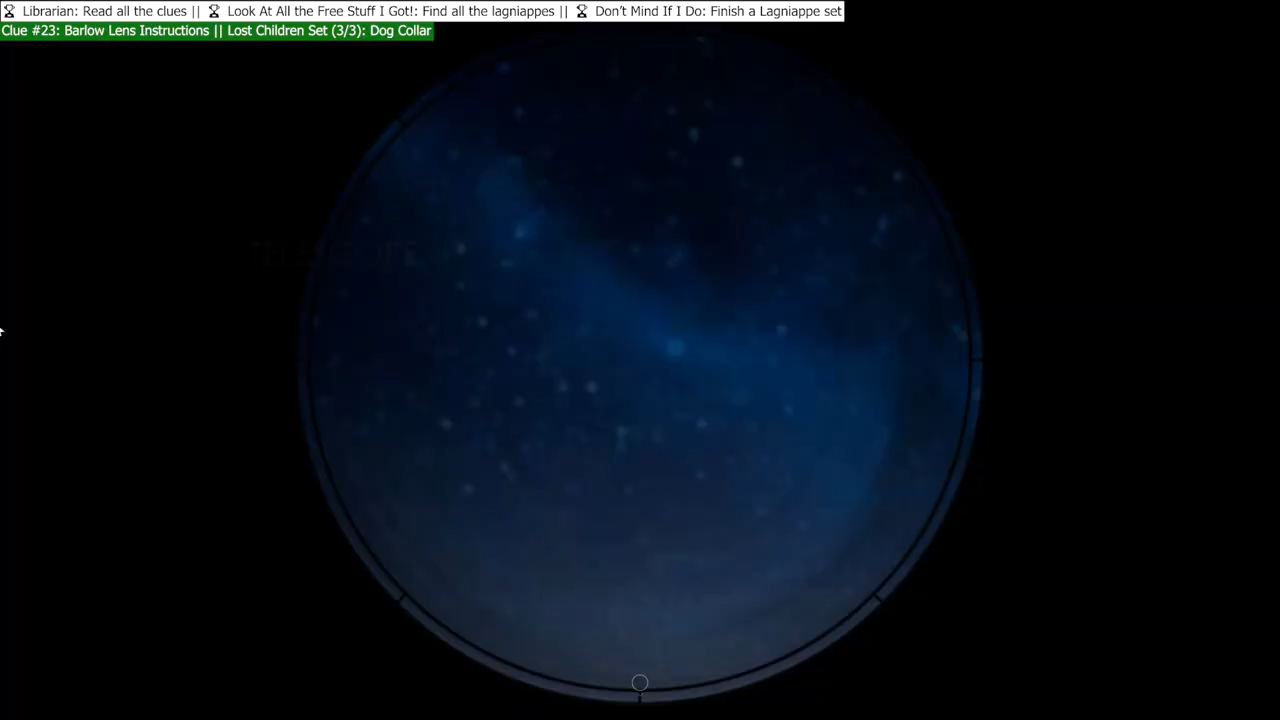 Librarian: Read all the clues || Look At All the Free Stuff I Got!: Find all the lagniappes || Don't Mind If I Do: Finish a Lagniappe set
Clue #23: Barlow Lens Instructions || Lost Children Set (3/3): Dog Collar